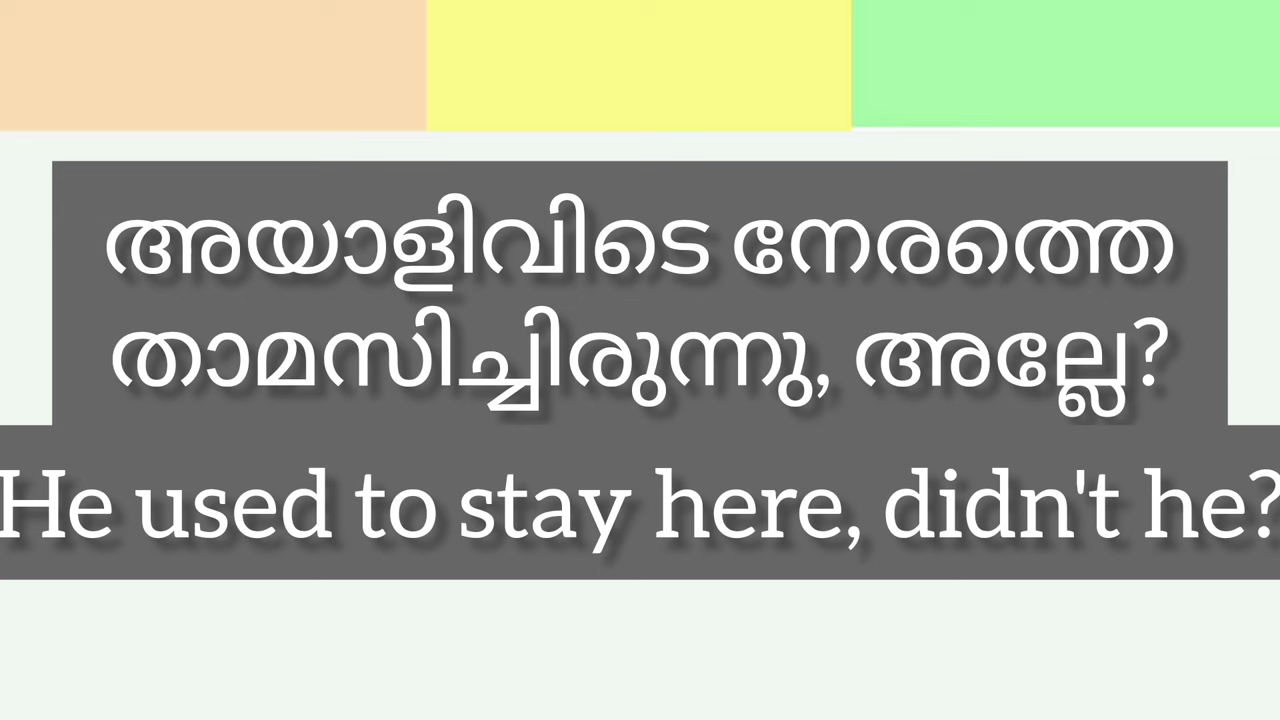 അയാളിവിടെ നേരത്തെ
താമസിച്ചിരുന്നു, അല്ലേ?
He used to stay here, didn't he?